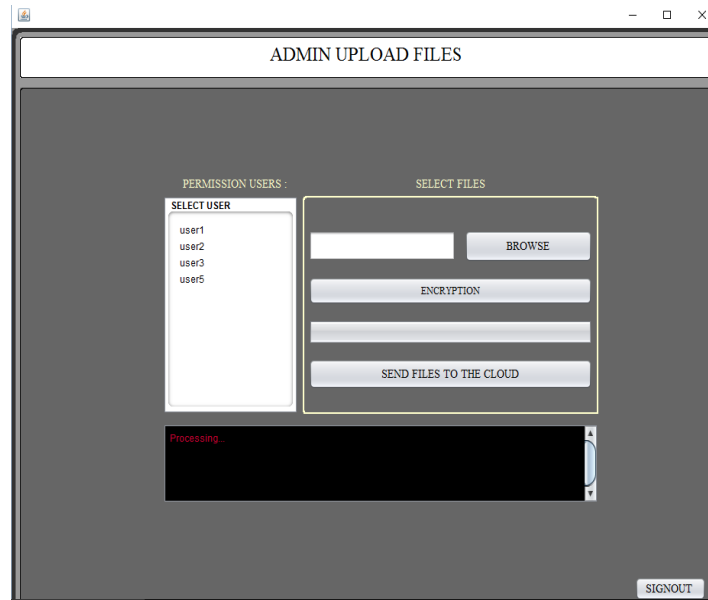 ADMIN UPLOAD FILES
PERMISSION USERS :
SELECT FILES
SELECT USER
user1
user2
user3
user5
BROWSE
ENCRYPTION
SEND FILES TO THE CLOUD
Processing...
SIGNOUT